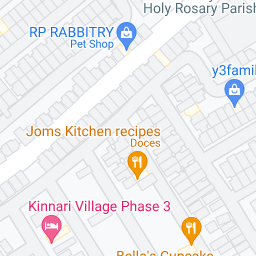 Holy Rosary Parish
RP RABBITRY
Pet Shop
y3famil
Joms Kitchen recipes
Doces
Kinnari Village Phase 3
Bella's Cupcake